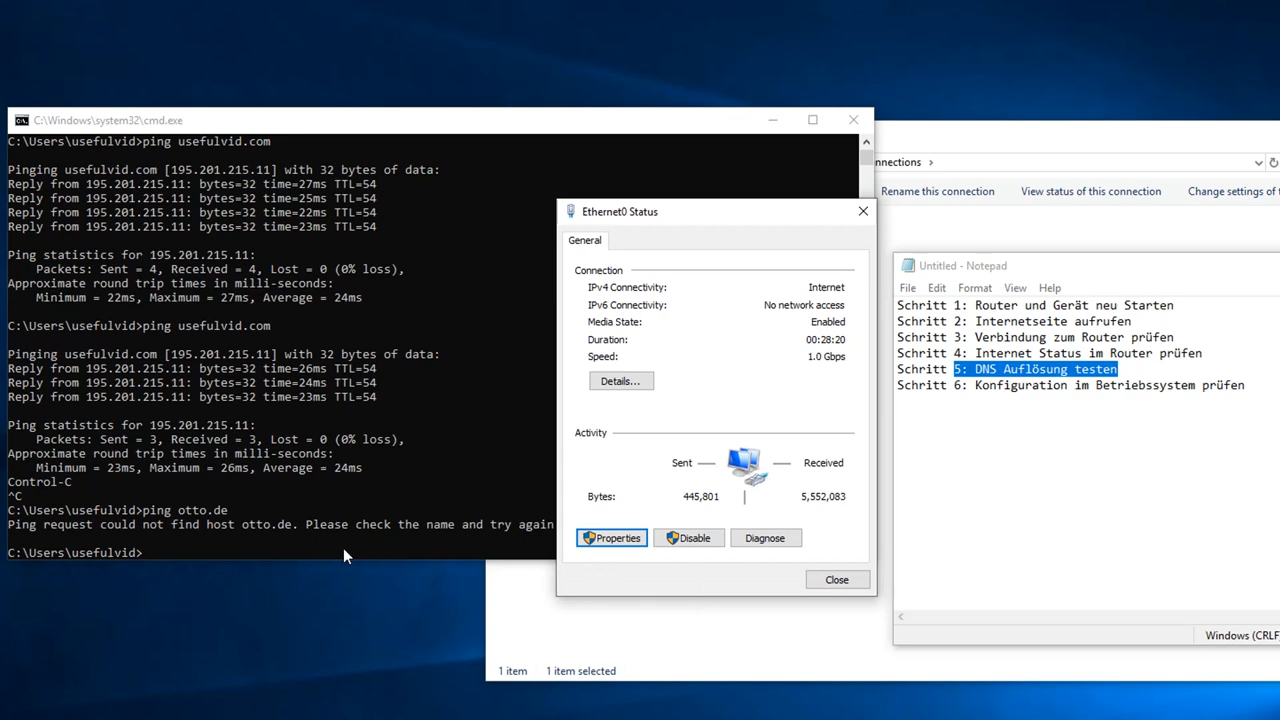 C:\Windows\system32\cmd.exe
C:\Users\usefulvid>ping usefulvid.com
Pinging usefulvid.com [195.201.215.11] with 32 bytes of data:
Reply from 195.201.215.11: bytes=32 time=27ms TTL=54
Reply from 195.201.215.11: bytes=32 time=25ms TTL=54
Reply from 195.201.215.11: bytes=32 time=22ms TTL=54
Reply from 195.201.215.11: bytes=32 time=23ms TTL=54
Ping statistics for 195.201.215.11:
Packets: Sent = 4, Received = 4, Lost = 0 (0% loss),
Approximate round trip times in milli-seconds:
Minimum = 22ms, Maximum = 27ms, Average = 24ms
C:\Users\usefulvid>ping usefulvid.com
Pinging usefulvid.com [195.201.215.11] with 32 bytes of data:
Reply from 195.201.215.11: bytes=32 time=26ms TTL=54
Reply from 195.201.215.11: bytes=32 time=24ms TTL=54
Reply from 195.201.215.11: bytes=32 time=23ms TTL=54
Ping statistics for 195.201.215.11:
Packets: Sent = 3, Received = 3, Lost = 0 (0% loss),
Approximate round trip times in milli-seconds:
Minimum = 23ms, Maximum = 26ms, Average = 24ms
Control-C
^C
C:\Users\usefulvid>ping otto.de
Ping request could not find host otto.de. Please check the name and try again
C:\Users\usefulvid>
Ethernet0 Status
General
Connection
IPv4 Connectivity: Internet
IPv6 Connectivity: No network access
Media State: Enabled
Duration: 00:28:20
Speed: 1.0 Gbps
Details...
Activity
Sent Received
Bytes: 445,801 5,552,083
Properties Disable Diagnose
Close
nnections >
Rename this connection View status of this connection Change settings of t
Untitled - Notepad
File Edit Format View Help
Schritt 1: Router und Gerät neu Starten
Schritt 2: Internetseite aufrufen
Schritt 3: Verbindung zum Router prüfen
Schritt 4: Internet Status im Router prüfen
Schritt 5: DNS Auflösung testen
Schritt 6: Konfiguration im Betriebssystem prüfen
Windows (CRLF
1 item 1 item selected